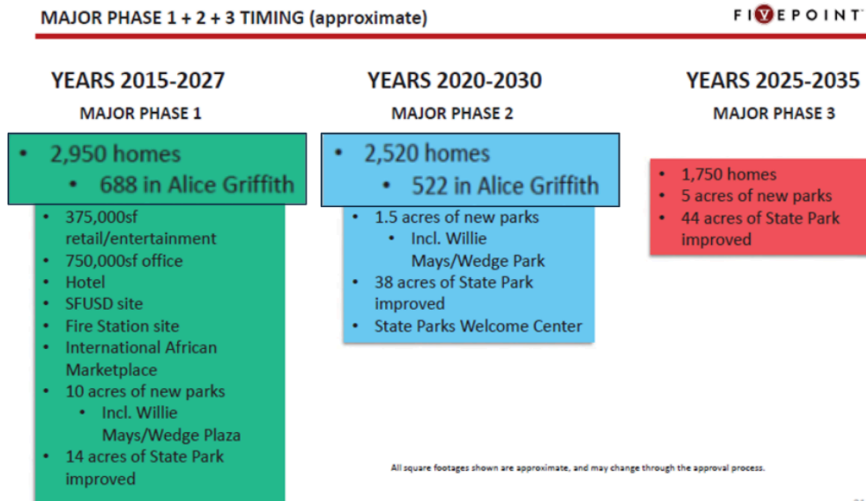 MAJOR PHASE 1 + 2 + 3 TIMING (approximate)
FIVEPOINT
YEARS 2015-2027
MAJOR PHASE 1
• 2,950 homes
• 688 in Alice Griffith
• 375,000sf
retail/entertainment
• 750,000sf office
• Hotel
• SFUSD site
• Fire Station site
• International African
Marketplace
• 10 acres of new parks
• Incl. Willie
Mays/Wedge Plaza
• 14 acres of State Park
improved
YEARS 2020-2030
MAJOR PHASE 2
• 2,520 homes
• 522 in Alice Griffith
• 1.5 acres of new parks
• Incl. Willie
Mays/Wedge Park
• 38 acres of State Park
improved
• State Parks Welcome Center
YEARS 2025-2035
MAJOR PHASE 3
• 1,750 homes
• 5 acres of new parks
• 44 acres of State Park
improved
All square footages shown are approximate, and may change through the approval process.